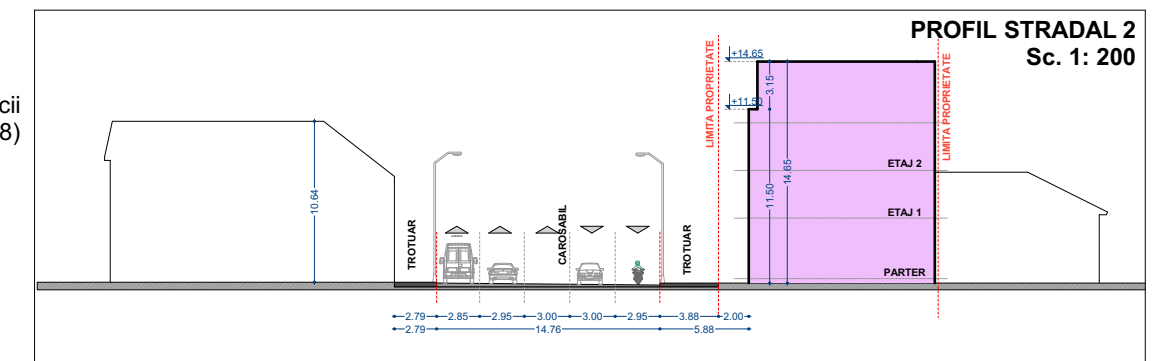 PROFIL STRADAL 2
Sc. 1: 200
cii
8)
+14.65
+11.50
3.15
14.65
11.50
10.64
LIMITA PROPRIETATE
LIMITA PROPRIETATE
ETAJ 2
ETAJ 1
PARTER
TROTUAR
CAROSABIL
TROTUAR
2.79 2.85 2.95 3.00 3.00 2.95 3.88 2.00
2.79 14.76 5.88